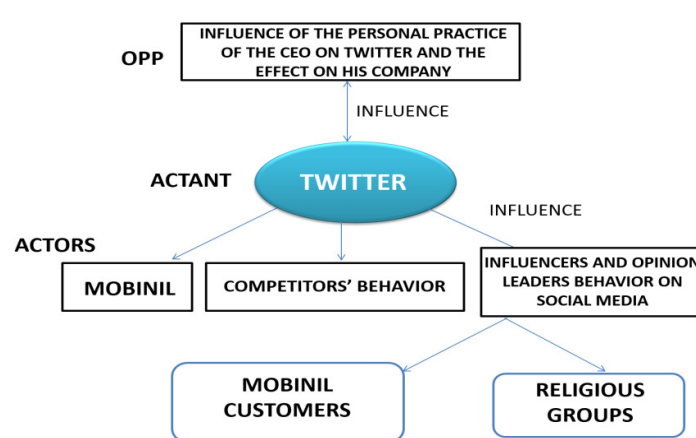 INFLUENCE OF THE PERSONAL PRACTICE
OF THE CEO ON TWITTER AND THE
EFFECT ON HIS COMPANY
OPP
INFLUENCE
ACTANT
TWITTER
INFLUENCE
ACTORS
MOBINIL
COMPETITORS’ BEHAVIOR
INFLUENCERS AND OPINION
LEADERS BEHAVIOR ON
SOCIAL MEDIA
MOBINIL
CUSTOMERS
RELIGIOUS
GROUPS